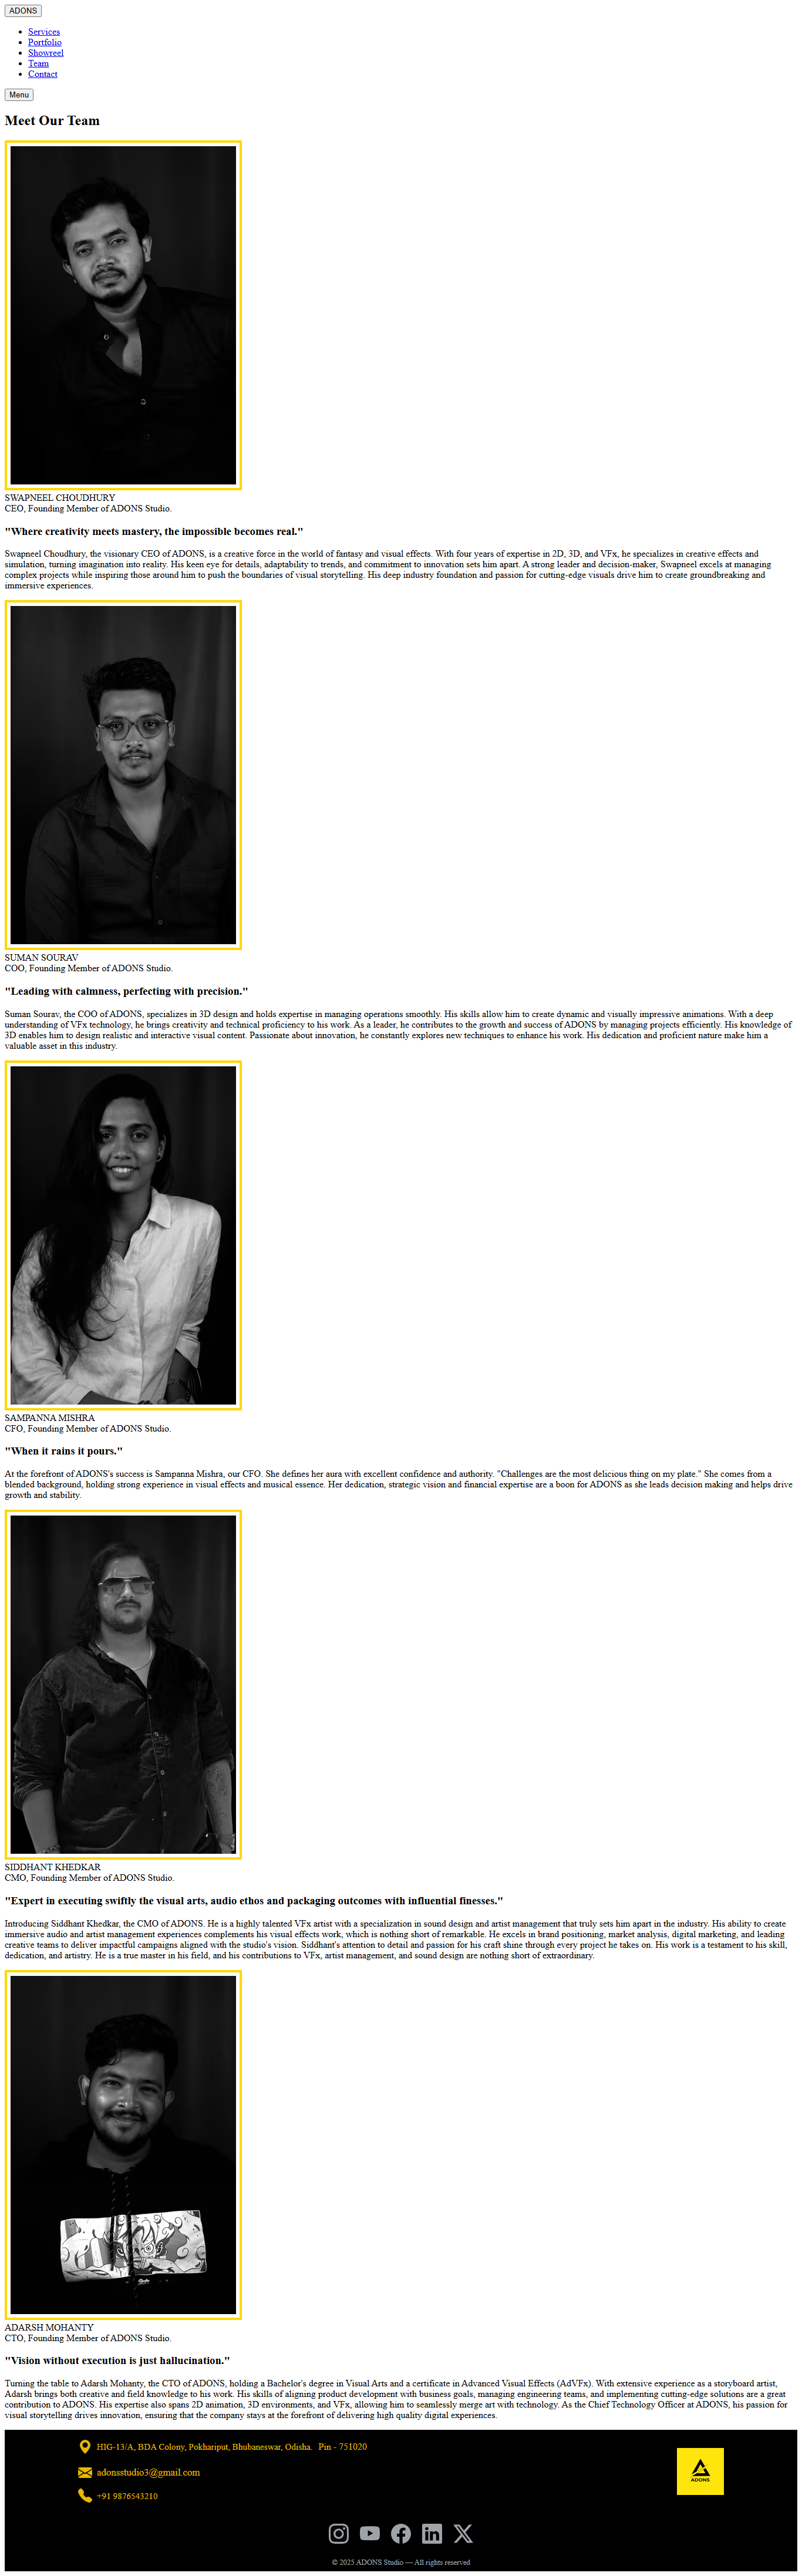 ADONS
Services
Portfolio
Showreel
Team
Contact
Menu
Meet Our Team
SWAPNEEL CHOUDHURY
CEO, Founding Member of ADONS Studio.
"Where creativity meets mastery, the impossible becomes real."
Swapneel Choudhury, the visionary CEO of ADONS, is a creative force in the world of fantasy and visual effects. With four years of expertise in 2D, 3D, and VFx, he specializes in creative effects and
simulation, turning imagination into reality. His keen eye for details, adaptability to trends, and commitment to innovation sets him apart. A strong leader and decision-maker, Swapneel excels at managing
complex projects while inspiring those around him to push the boundaries of visual storytelling. His deep industry foundation and passion for cutting-edge visuals drive him to create groundbreaking and
immersive experiences.
SUMAN SOURAV
COO, Founding Member of ADONS Studio.
"Leading with calmness, perfecting with precision."
Suman Sourav, the COO of ADONS, specializes in 3D design and holds expertise in managing operations smoothly. His skills allow him to create dynamic and visually impressive animations. With a deep
understanding of VFx technology, he brings creativity and technical proficiency to his work. As a leader, he contributes to the growth and success of ADONS by managing projects efficiently. His knowledge of
3D enables him to design realistic and interactive visual content. Passionate about innovation, he constantly explores new techniques to enhance his work. His dedication and proficient nature make him a
valuable asset in this industry.
SAMPANNA MISHRA
CFO, Founding Member of ADONS Studio.
"When it rains it pours."
At the forefront of ADONS's success is Sampanna Mishra, our CFO. She defines her aura with excellent confidence and authority. "Challenges are the most delicious thing on my plate." She comes from a
blended background, holding strong experience in visual effects and musical essence. Her dedication, strategic vision and financial expertise are a boon for ADONS as she leads decision making and helps drive
growth and stability.
SIDDHANT KHEDKAR
CMO, Founding Member of ADONS Studio.
"Expert in executing swiftly the visual arts, audio ethos and packaging outcomes with influential finesses."
Introducing Siddhant Khedkar, the CMO of ADONS. He is a highly talented VFx artist with a specialization in sound design and artist management that truly sets him apart in the industry. His ability to create
immersive audio and artist management experiences complements his visual effects work, which is nothing short of remarkable. He excels in brand positioning, market analysis, digital marketing, and leading
creative teams to deliver impactful campaigns aligned with the studio's vision. Siddhant's attention to detail and passion for his craft shine through every project he takes on. His work is a testament to his skill,
dedication, and artistry. He is a true master in his field, and his contributions to VFx, artist management, and sound design are nothing short of extraordinary.
ADARSH MOHANTY
CTO, Founding Member of ADONS Studio.
"Vision without execution is just hallucination."
Turning the table to Adarsh Mohanty, the CTO of ADONS, holding a Bachelor's degree in Visual Arts and a certificate in Advanced Visual Effects (AdVFx). With extensive experience as a storyboard artist,
Adarsh brings both creative and field knowledge to his work. His skills of aligning product development with business goals, managing engineering teams, and implementing cutting-edge solutions are a great
contribution to ADONS. His expertise also spans 2D animation, 3D environments, and VFx, allowing him to seamlessly merge art with technology. As the Chief Technology Officer at ADONS, his passion for
visual storytelling drives innovation, ensuring that the company stays at the forefront of delivering high quality digital experiences.
HIG-13/A, BDA Colony, Pokhariput, Bhubaneswar, Odisha. Pin - 751020
adonsstudio3@gmail.com
+91 9876543210
ADONS
© 2025 ADONS Studio — All rights reserved